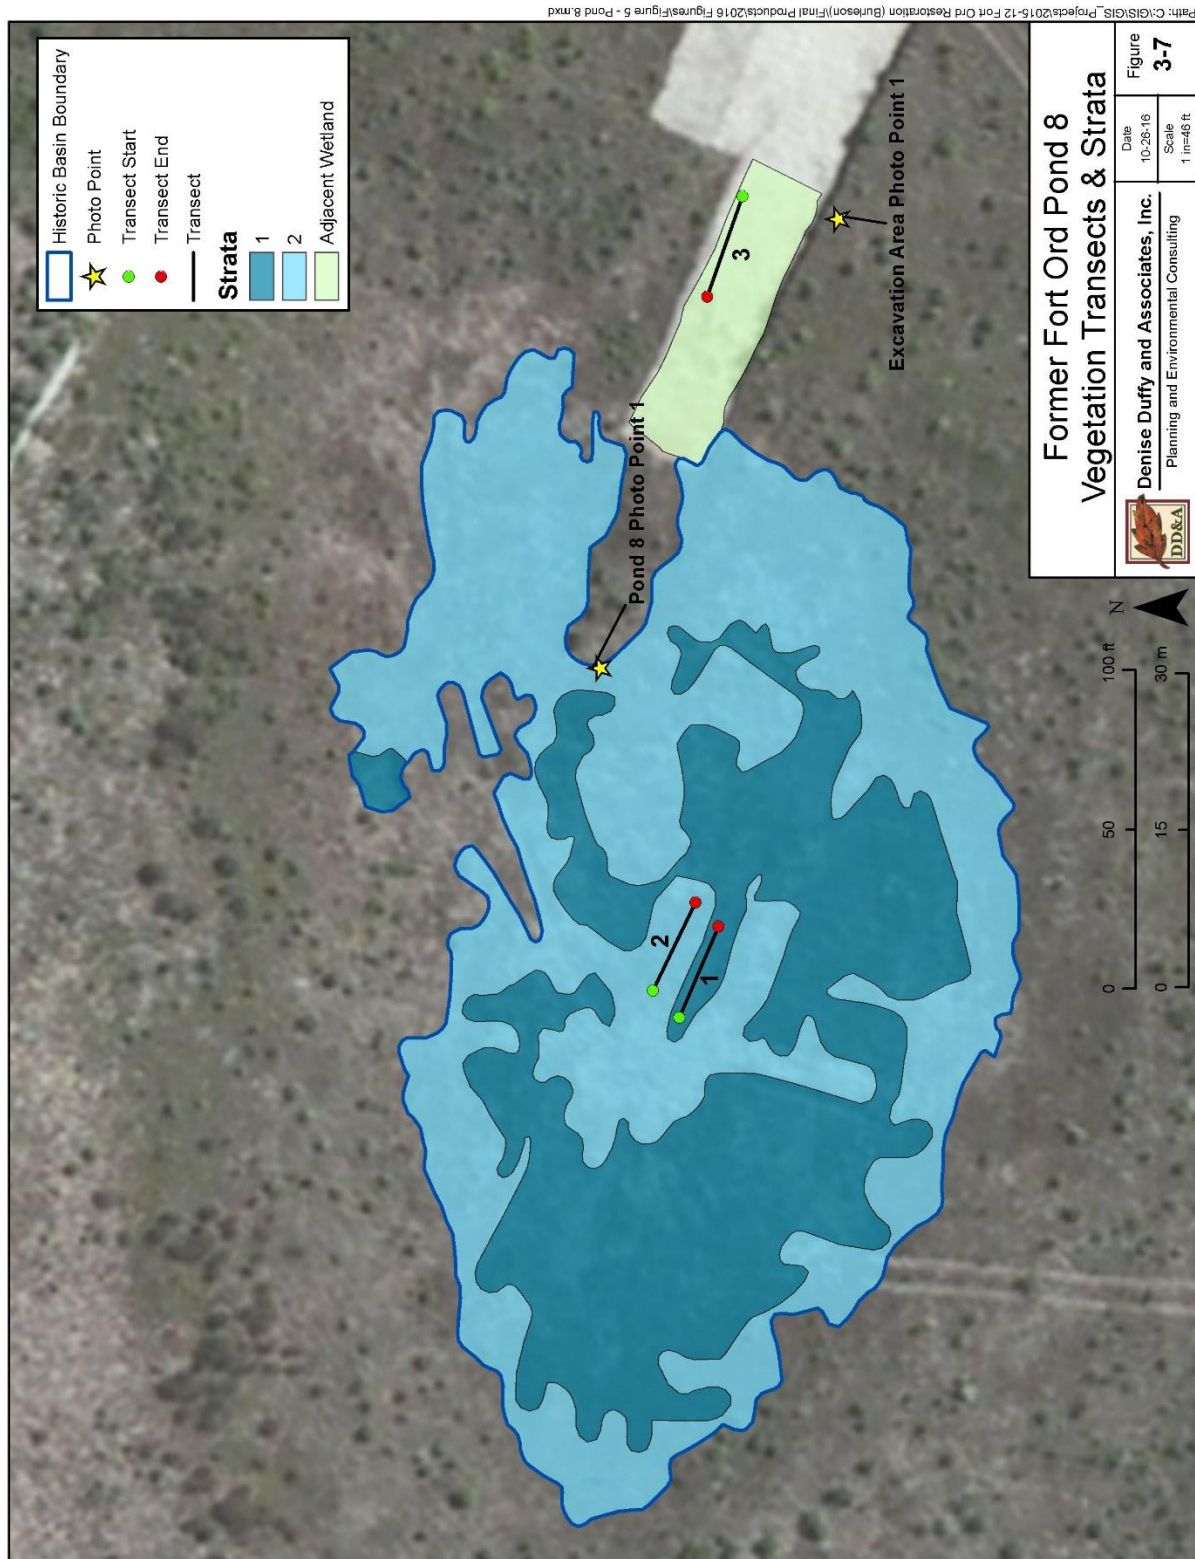 Path: C:\GIS\GIS_Projects\2015-12 Fort Ord Restoration (Burleson)\Final Products\2016 Figures\Figure 5 - Pond 8.mxd
Historic Basin Boundary
Photo Point
Transect Start
Transect End
Transect
Strata
1
2
Adjacent Wetland
Pond 8 Photo Point 1
Excavation Area Photo Point 1
2
1
3
0 50 100 ft
0 15 30 m
N
Former Fort Ord Pond 8
Vegetation Transects & Strata
DD&A
Denise Duffy and Associates, Inc.
Planning and Environmental Consulting
Date
10-26-16
Scale
1 in=46 ft
Figure
3-7